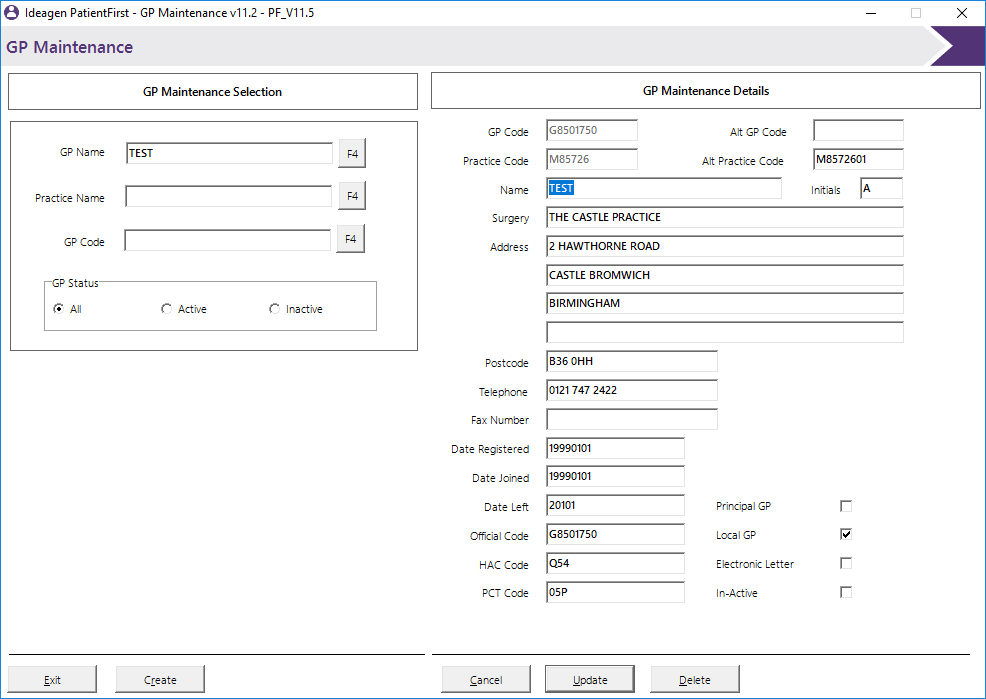 Ideagen PatientFirst - GP Maintenance v11.2 - PF_V11.5
GP Maintenance
GP Maintenance Selection
GP Name TEST F4
Practice Name F4
GP Code F4
GP Status
All Active Inactive
GP Maintenance Details
GP Code G8501750 Alt GP Code
Practice Code M85726 Alt Practice Code M8572601
Name TEST Initials A
Surgery THE CASTLE PRACTICE
Address 2 HAWTHORNE ROAD
CASTLE BROMWICH
BIRMINGHAM
Postcode B36 0HH
Telephone 0121 747 2422
Fax Number
Date Registered 19990101
Date Joined 19990101
Date Left 20101 Principal GP
Official Code G8501750 Local GP
HAC Code Q54 Electronic Letter
PCT Code 05P In-Active
Exit Create Cancel Update Delete